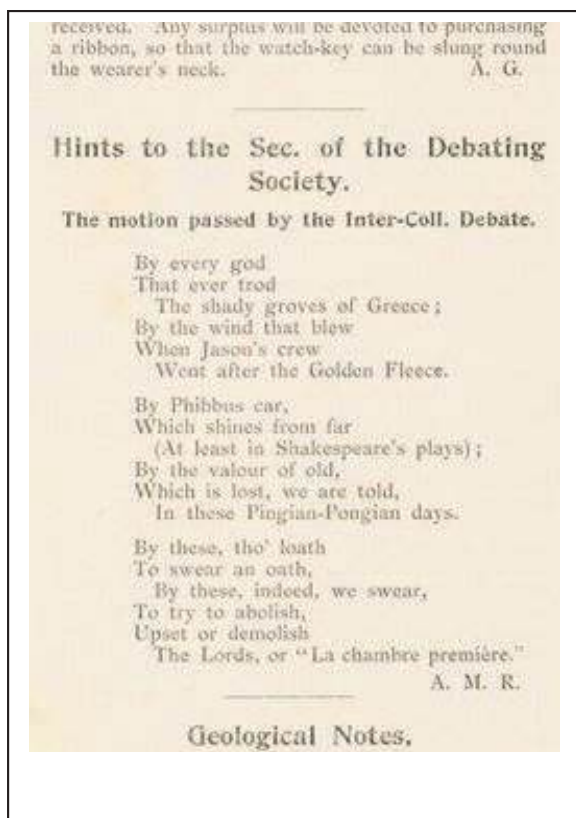 received. Any surplus will be devoted to purchasing
a ribbon, so that the watch-key can be slung round
the wearer's neck. A. G.
Hints to the Sec. of the Debating
Society.
The motion passed by the Inter-Coll. Debate.
By every god
That ever trod
The shady groves of Greece;
By the wind that blew
When Jason's crew
Went after the Golden Fleece.
By Phibbus car,
Which shines from far
(At least in Shakespeare's plays);
By the valour of old,
Which is lost, we are told,
In these Pingian-Pongian days.
By these, tho' loath
To swear an oath,
By these, indeed, we swear,
To try to abolish,
Upset or demolish
The Lords, or "La chambre première."
A. M. R.
Geological Notes.